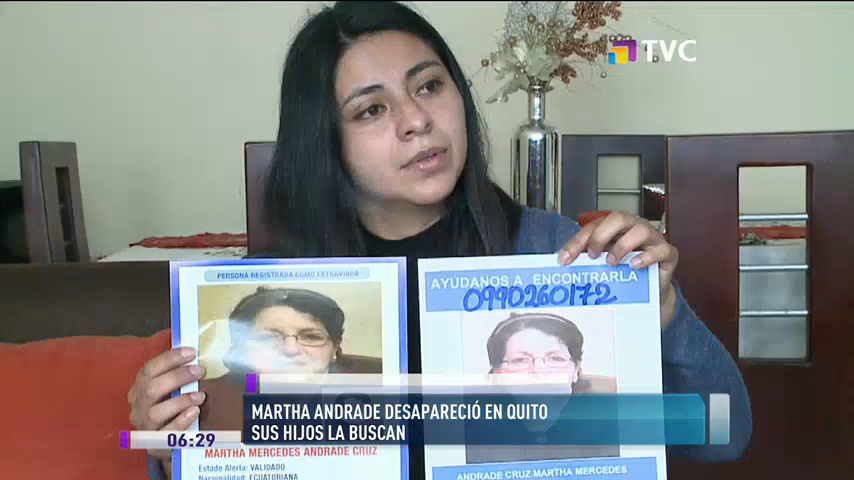 TVC
PERSONA REGISTRADA COMO EXTRAVIADA
AYÚDANOS A ENCONTRARLA
0990260172
MARTHA ANDRADE DESAPARECIÓ EN QUITO
SUS HIJOS LA BUSCAN
06:29
MARTHA MERCEDES ANDRADE CRUZ
Estado Alerta: VALIDADO
Nacionalidad: ECUATORIANA
ANDRADE CRUZ MARTHA MERCEDES